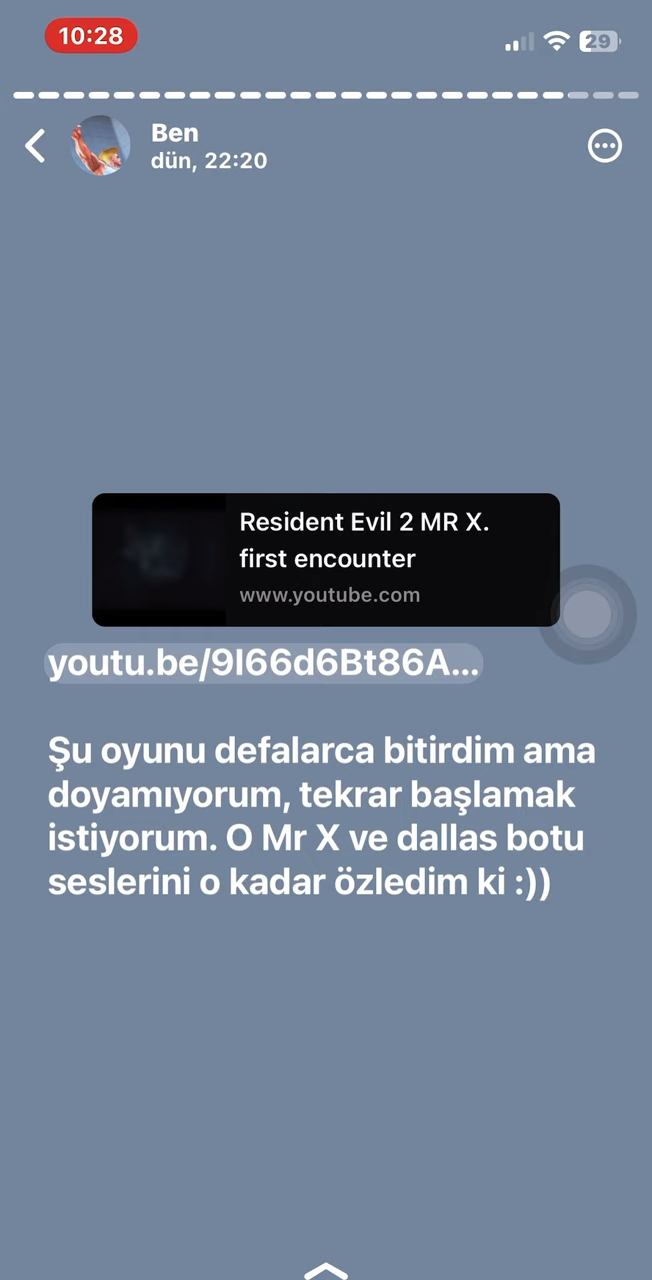 10:28
29
Ben
dün, 22:20
Resident Evil 2 MR X.
first encounter
www.youtube.com
youtu.be/9I66d6Bt86A...
Şu oyunu defalarca bitirdim ama
doyamıyorum, tekrar başlamak
istiyorum. O Mr X ve dallas botu
seslerini o kadar özledim ki :))